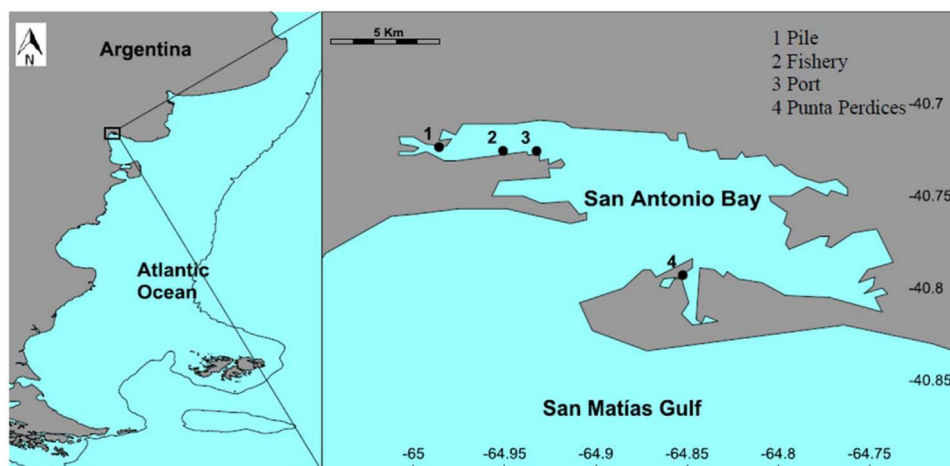 Argentina
N
Atlantic
Ocean
5 Km
1 Pile
2 Fishery
3 Port
4 Punta Perdices
1
2
3
San Antonio Bay
4
San Matías Gulf
-40.7
-40.75
-40.8
-40.85
-65
-64.95
-64.9
-64.85
-64.8
-64.75